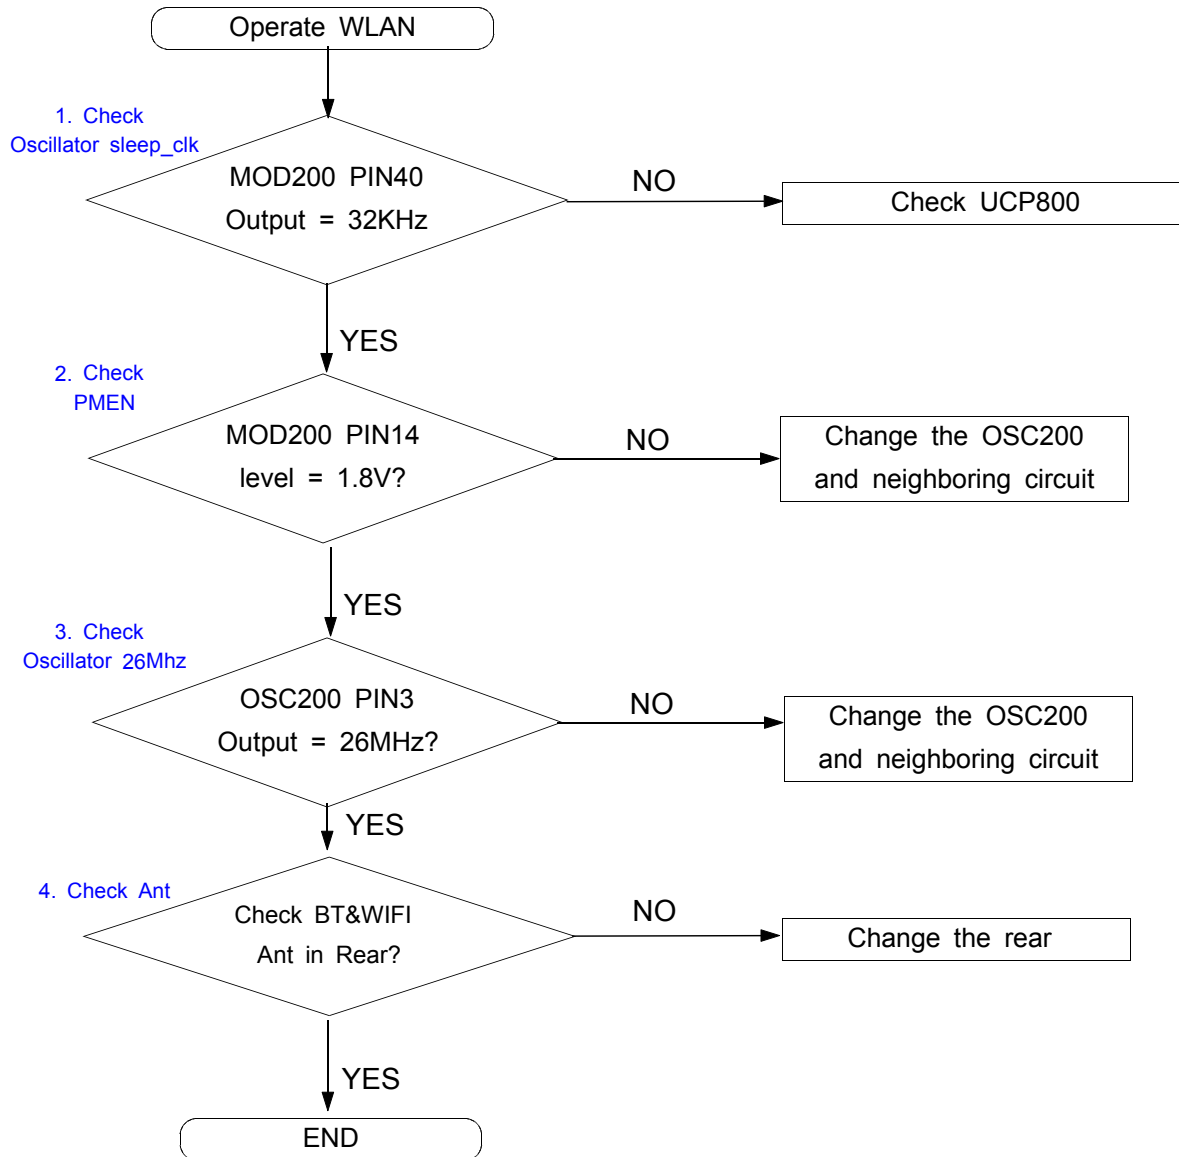 Operate WLAN
1. Check
Oscillator sleep_clk
MOD200 PIN40
Output = 32KHz
NO
Check UCP800
YES
2. Check
PMEN
MOD200 PIN14
level = 1.8V?
NO
Change the OSC200
and neighboring circuit
YES
3. Check
Oscillator 26Mhz
OSC200 PIN3
Output = 26MHz?
NO
Change the OSC200
and neighboring circuit
YES
4. Check Ant
Check BT&WIFI
Ant in Rear?
NO
Change the rear
YES
END